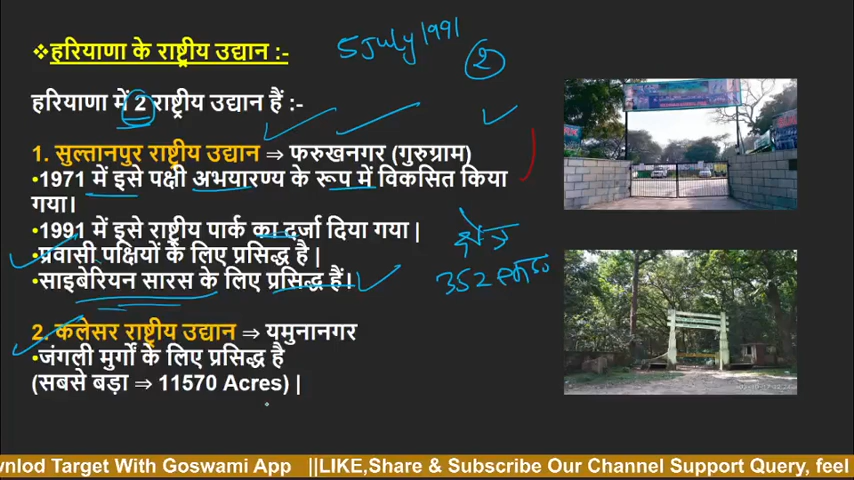 ❖हरियाणा के राष्ट्रीय उद्यान :-
5 July 1991
2
हरियाणा में 2 राष्ट्रीय उद्यान हैं :-
1. सुल्तानपुर राष्ट्रीय उद्यान ⇒ फरुखनगर (गुरुग्राम)
•1971 में इसे पक्षी अभयारण्य के रूप में विकसित किया
गया।
•1991 में इसे राष्ट्रीय पार्क का दर्जा दिया गया |
•प्रवासी पक्षियों के लिए प्रसिद्ध है |
•साइबेरियन सारस के लिए प्रसिद्ध हैं।
352
2. कलेसर राष्ट्रीय उद्यान ⇒ यमुनानगर
•जंगली मुर्गों के लिए प्रसिद्ध है
(सबसे बड़ा ⇒ 11570 Acres) |
vnlod Target With Goswami App ||LIKE,Share & Subscribe Our Channel Support Query, feel